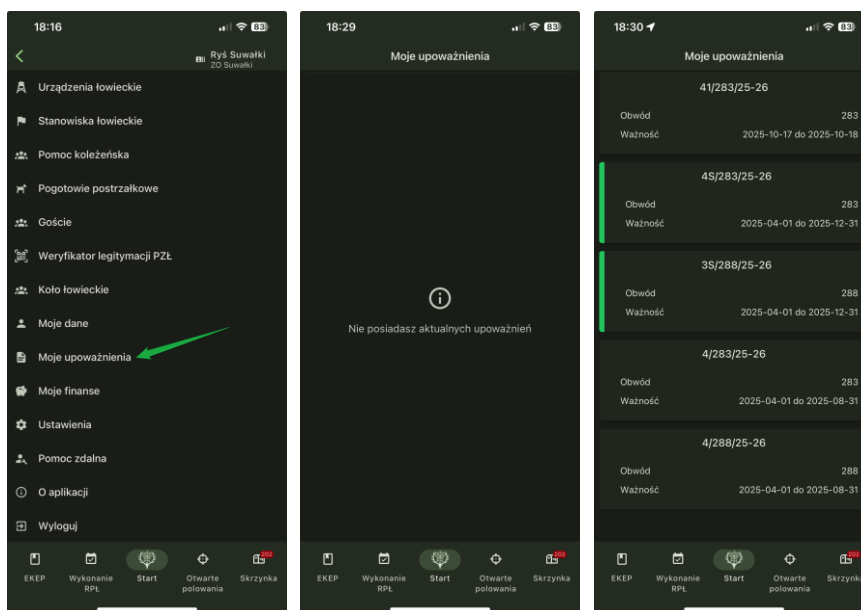 18:16
83
Ryś Suwałki
ZO Suwałki
Urządzenia łowieckie
Stanowiska łowieckie
Pomoc koleżeńska
Pogotowie postrzałkowe
Goście
Weryfikator legitymacji PZŁ
Koło łowieckie
Moje dane
Moje upoważnienia
Moje finanse
Ustawienia
Pomoc zdalna
O aplikacji
Wyloguj
202
EKEP Wykonanie Start Otwarte Skrzynka
RPŁ polowania
18:29
83
Moje upoważnienia
Nie posiadasz aktualnych upoważnień
202
EKEP Wykonanie Start Otwarte Skrzynka
RPŁ polowania
18:30
83
Moje upoważnienia
41/283/25-26
Obwód 283
Ważność 2025-10-17 do 2025-10-18
4S/283/25-26
Obwód 283
Ważność 2025-04-01 do 2025-12-31
3S/288/25-26
Obwód 288
Ważność 2025-04-01 do 2025-12-31
4/283/25-26
Obwód 283
Ważność 2025-04-01 do 2025-08-31
4/288/25-26
Obwód 288
Ważność 2025-04-01 do 2025-08-31
202
EKEP Wykonanie Start Otwarte Skrzynk
RPŁ polowania